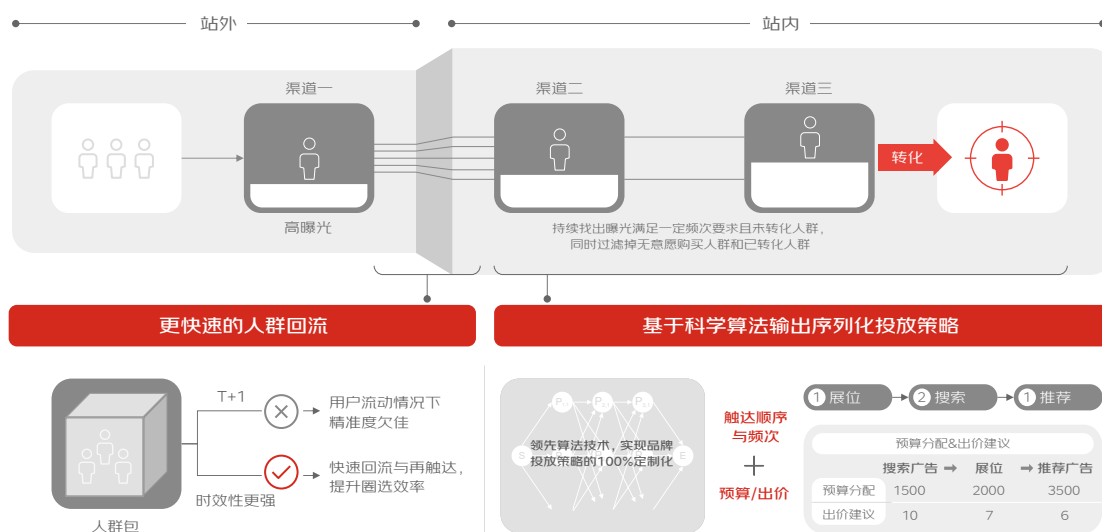 站外
站内
渠道一
渠道二
渠道三
转化
高曝光
持续找出曝光满足一定频次要求且未转化人群，
同时过滤掉无意愿购买人群和已转化人群
更快速的人群回流
基于科学算法输出序列化投放策略
T+1
用户流动情况下
精准度欠佳
快速回流与再触达，
提升圈选效率
时效性更强
人群包
S
E
领先算法技术，实现品牌
投放策略的100%定制化
触达顺序
与频次
+
预算/出价
1 展位
2 搜索
1 推荐
预算分配&出价建议
搜索广告 展位 推荐广告
预算分配 1500 2000 3500
出价建议 10 7 6